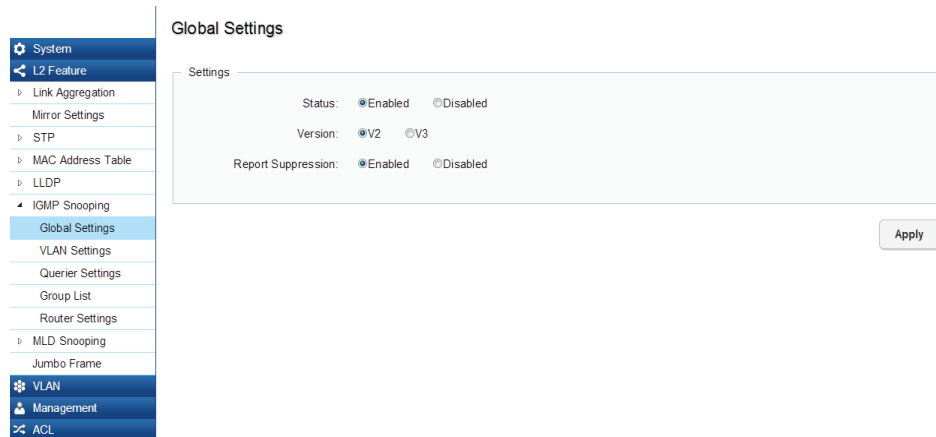 Global Settings
System
L2 Feature
Link Aggregation
Mirror Settings
STP
MAC Address Table
LLDP
IGMP Snooping
Global Settings
VLAN Settings
Querier Settings
Group List
Router Settings
MLD Snooping
Jumbo Frame
VLAN
Management
ACL
Settings
Status: Enabled Disabled
Version: V2 V3
Report Suppression: Enabled Disabled
Apply